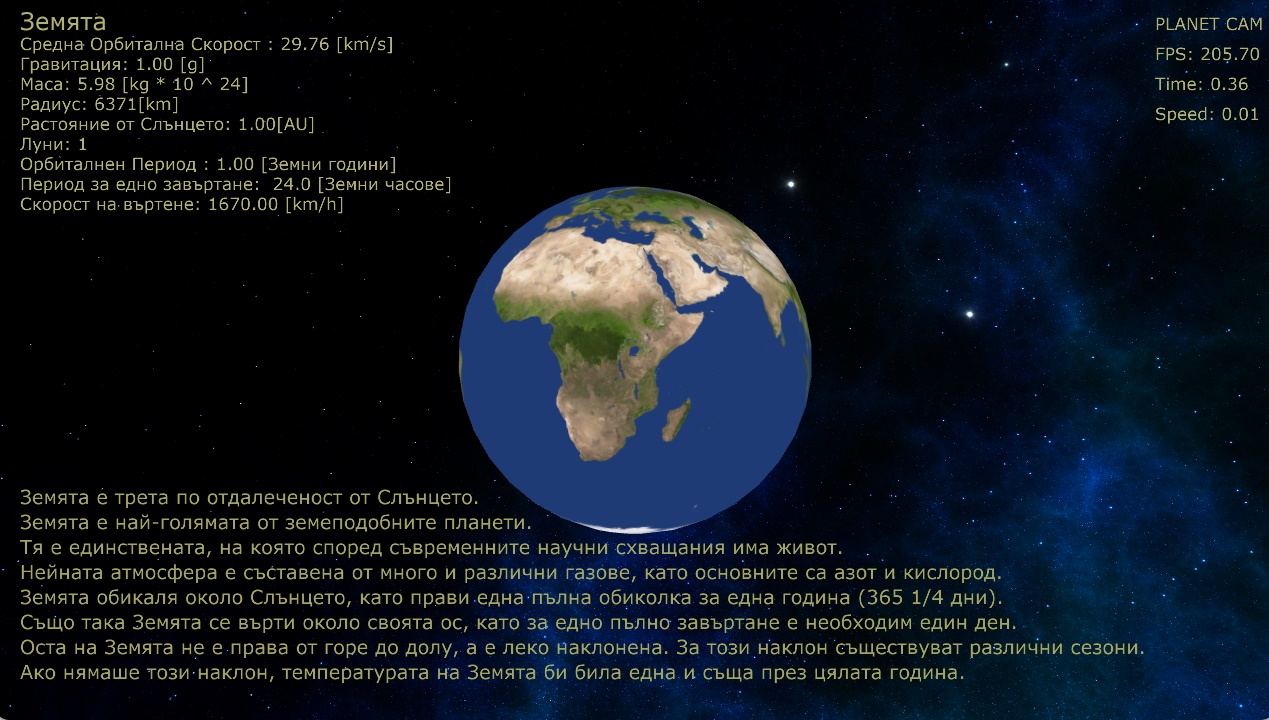 Земята
Средна Орбитална Скорост : 29.76 [km/s]
Гравитация: 1.00 [g]
Маса: 5.98 [kg * 10 ^ 24]
Радиус: 6371[km]
Растояние от Слънцето: 1.00[AU]
Луни: 1
Орбиталнен Период : 1.00 [Земни години]
Период за едно завъртане:  24.0 [Земни часове]
Скорост на въртене: 1670.00 [km/h]
PLANET CAM
FPS: 205.70
Time: 0.36
Speed: 0.01
Земята е трета по отдалеченост от Слънцето.
Земята е най-голямата от земеподобните планети.
Тя е единствената, на която според съвременните научни схващания има живот.
Нейната атмосфера е съставена от много и различни газове, като основните са азот и кислород.
Земята обикаля около Слънцето, като прави една пълна обиколка за една година (365 1/4 дни).
Също така Земята се върти около своята ос, като за едно пълно завъртане е необходим един ден.
Оста на Земята не е права от горе до долу, а е леко наклонена. За този наклон съществуват различни сезони.
Ако нямаше този наклон, температурата на Земята би била една и съща през цялата година.